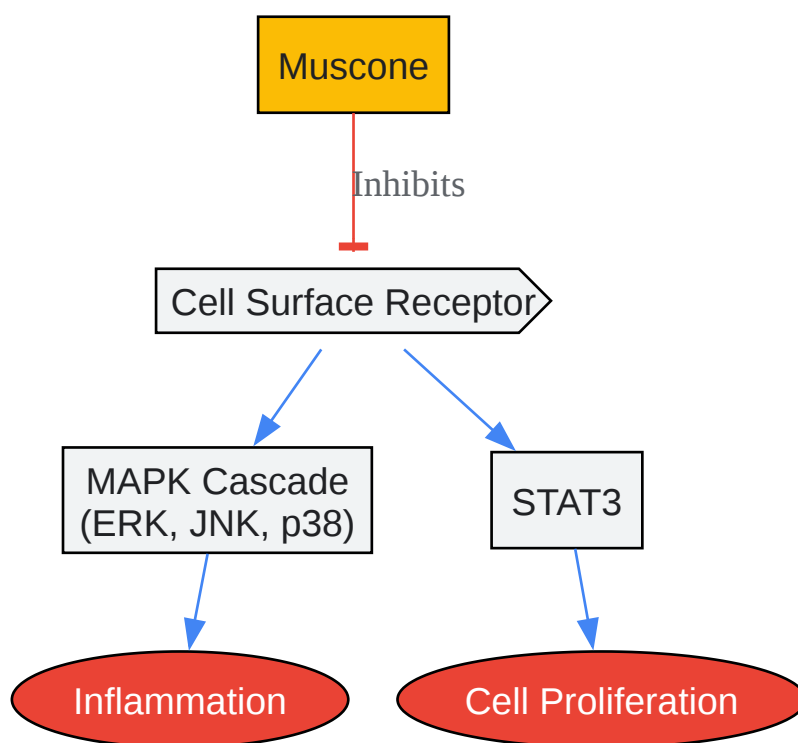 Muscone
Inhibits
Cell Surface Receptor
MAPK Cascade
(ERK, JNK, p38)
STAT3
Inflammation
Cell Proliferation